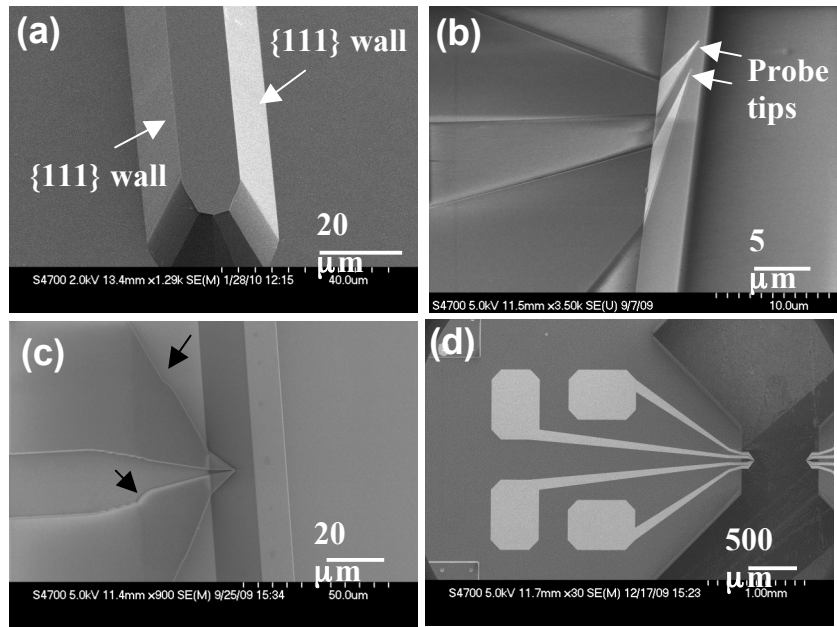 (a)
{111} wall
{111} wall
20
μm
S4700 2.0kV 13.4mm x1.29k SE(M) 1/28/10 12:15
40.0um
(b)
Probe
tips
5
μm
S4700 5.0kV 11.5mm x3.50k SE(U) 9/7/09
10.0um
(c)
20
μm
S4700 5.0kV 11.4mm x900 SE(M) 9/25/09 15:34
50.0um
(d)
500
μm
S4700 5.0kV 11.7mm x30 SE(M) 12/17/09 15:23
1.00mm